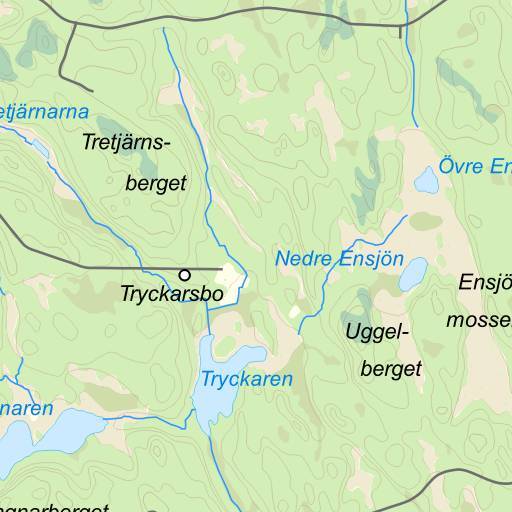 etjärnarna
Tretjärns-
berget
Övre En
Nedre Ensjön
Ensjö
mosse
Tryckarsbo
Uggel-
berget
Tryckaren
naren
gnarberget